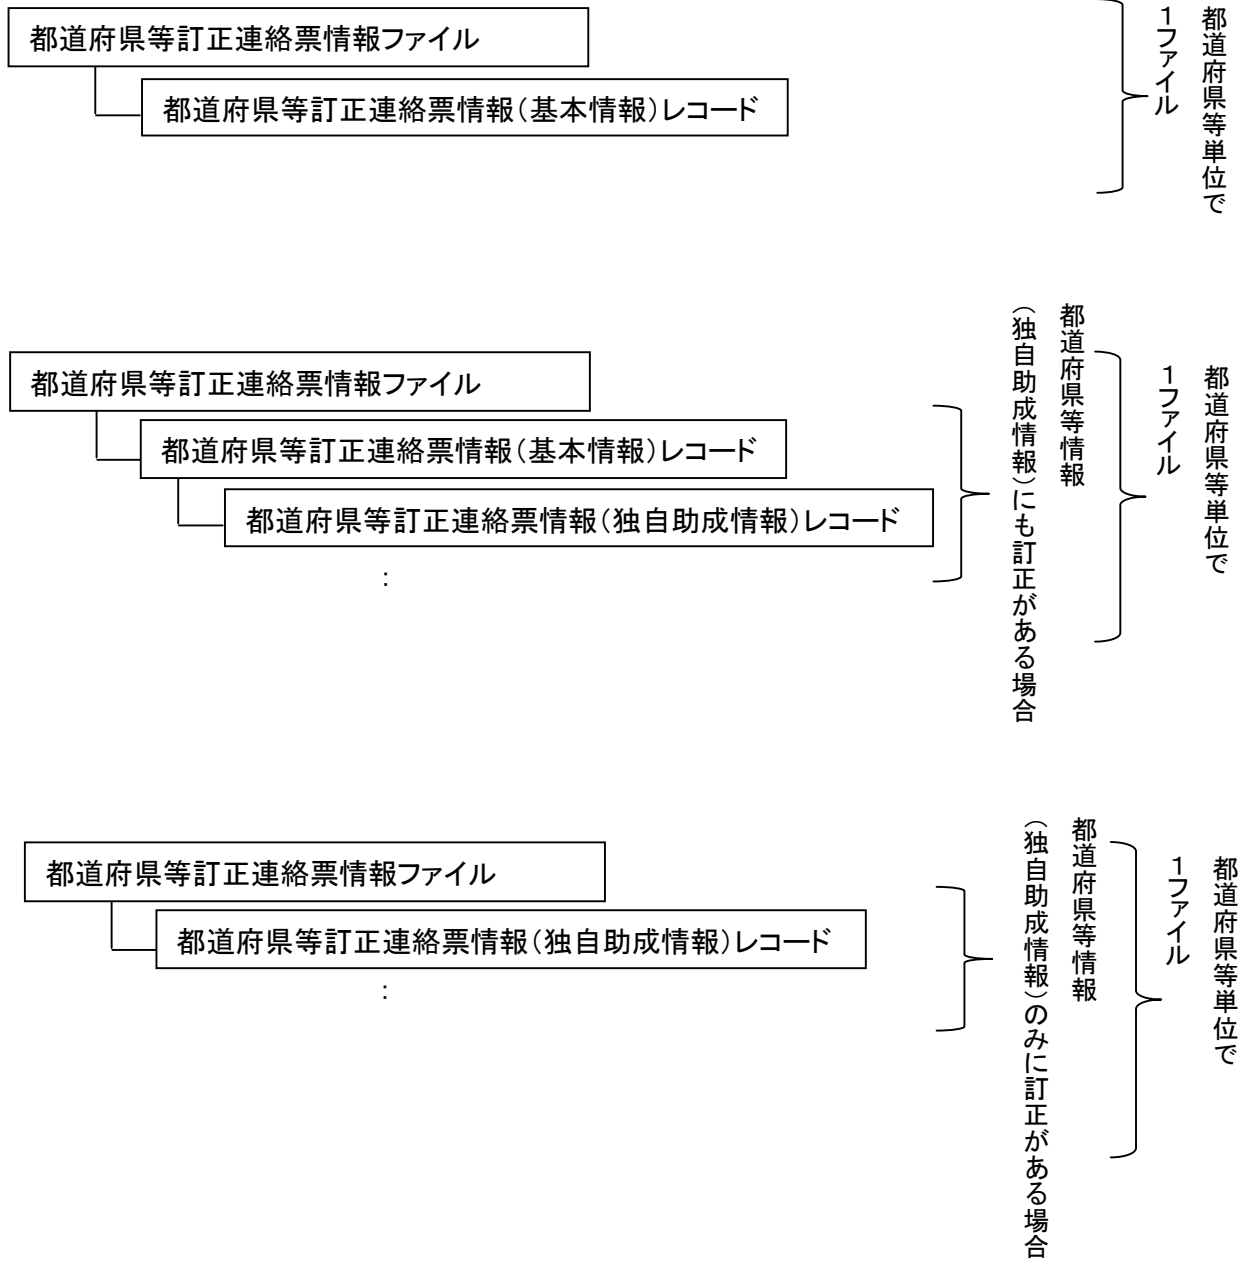 都道府県等訂正連絡票情報ファイル
都道府県等訂正連絡票情報（基本情報）レコード
都道府県等単位で
１ファイル
都道府県等訂正連絡票情報ファイル
都道府県等訂正連絡票情報（基本情報）レコード
都道府県等訂正連絡票情報（独自助成情報）レコード
：
都道府県等情報
（独自助成情報）にも訂正がある場合
都道府県等単位で
１ファイル
都道府県等訂正連絡票情報ファイル
都道府県等訂正連絡票情報（独自助成情報）レコード
：
都道府県等情報
（独自助成情報）のみに訂正がある場合
都道府県等単位で
１ファイル